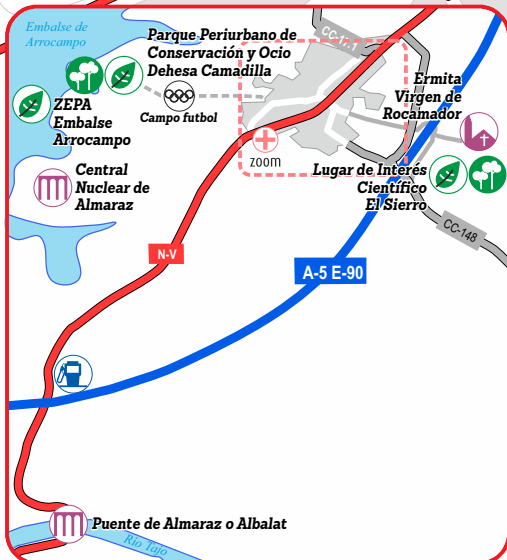 Embalse de
Arrocampo
Parque Periurbano de
Conservación y Ocio
Dehesa Camadilla
CC-17.1
Ermita
Virgen de
Rocamador
ZEPA
Embalse
Arrocampo
Campo futbol
zoom
Lugar de Interés
Científico
El Sierro
Central
Nuclear de
Almaraz
CC-148
N-V
A-5 E-90
Puente de Almaraz o Albalat
Río Tajo